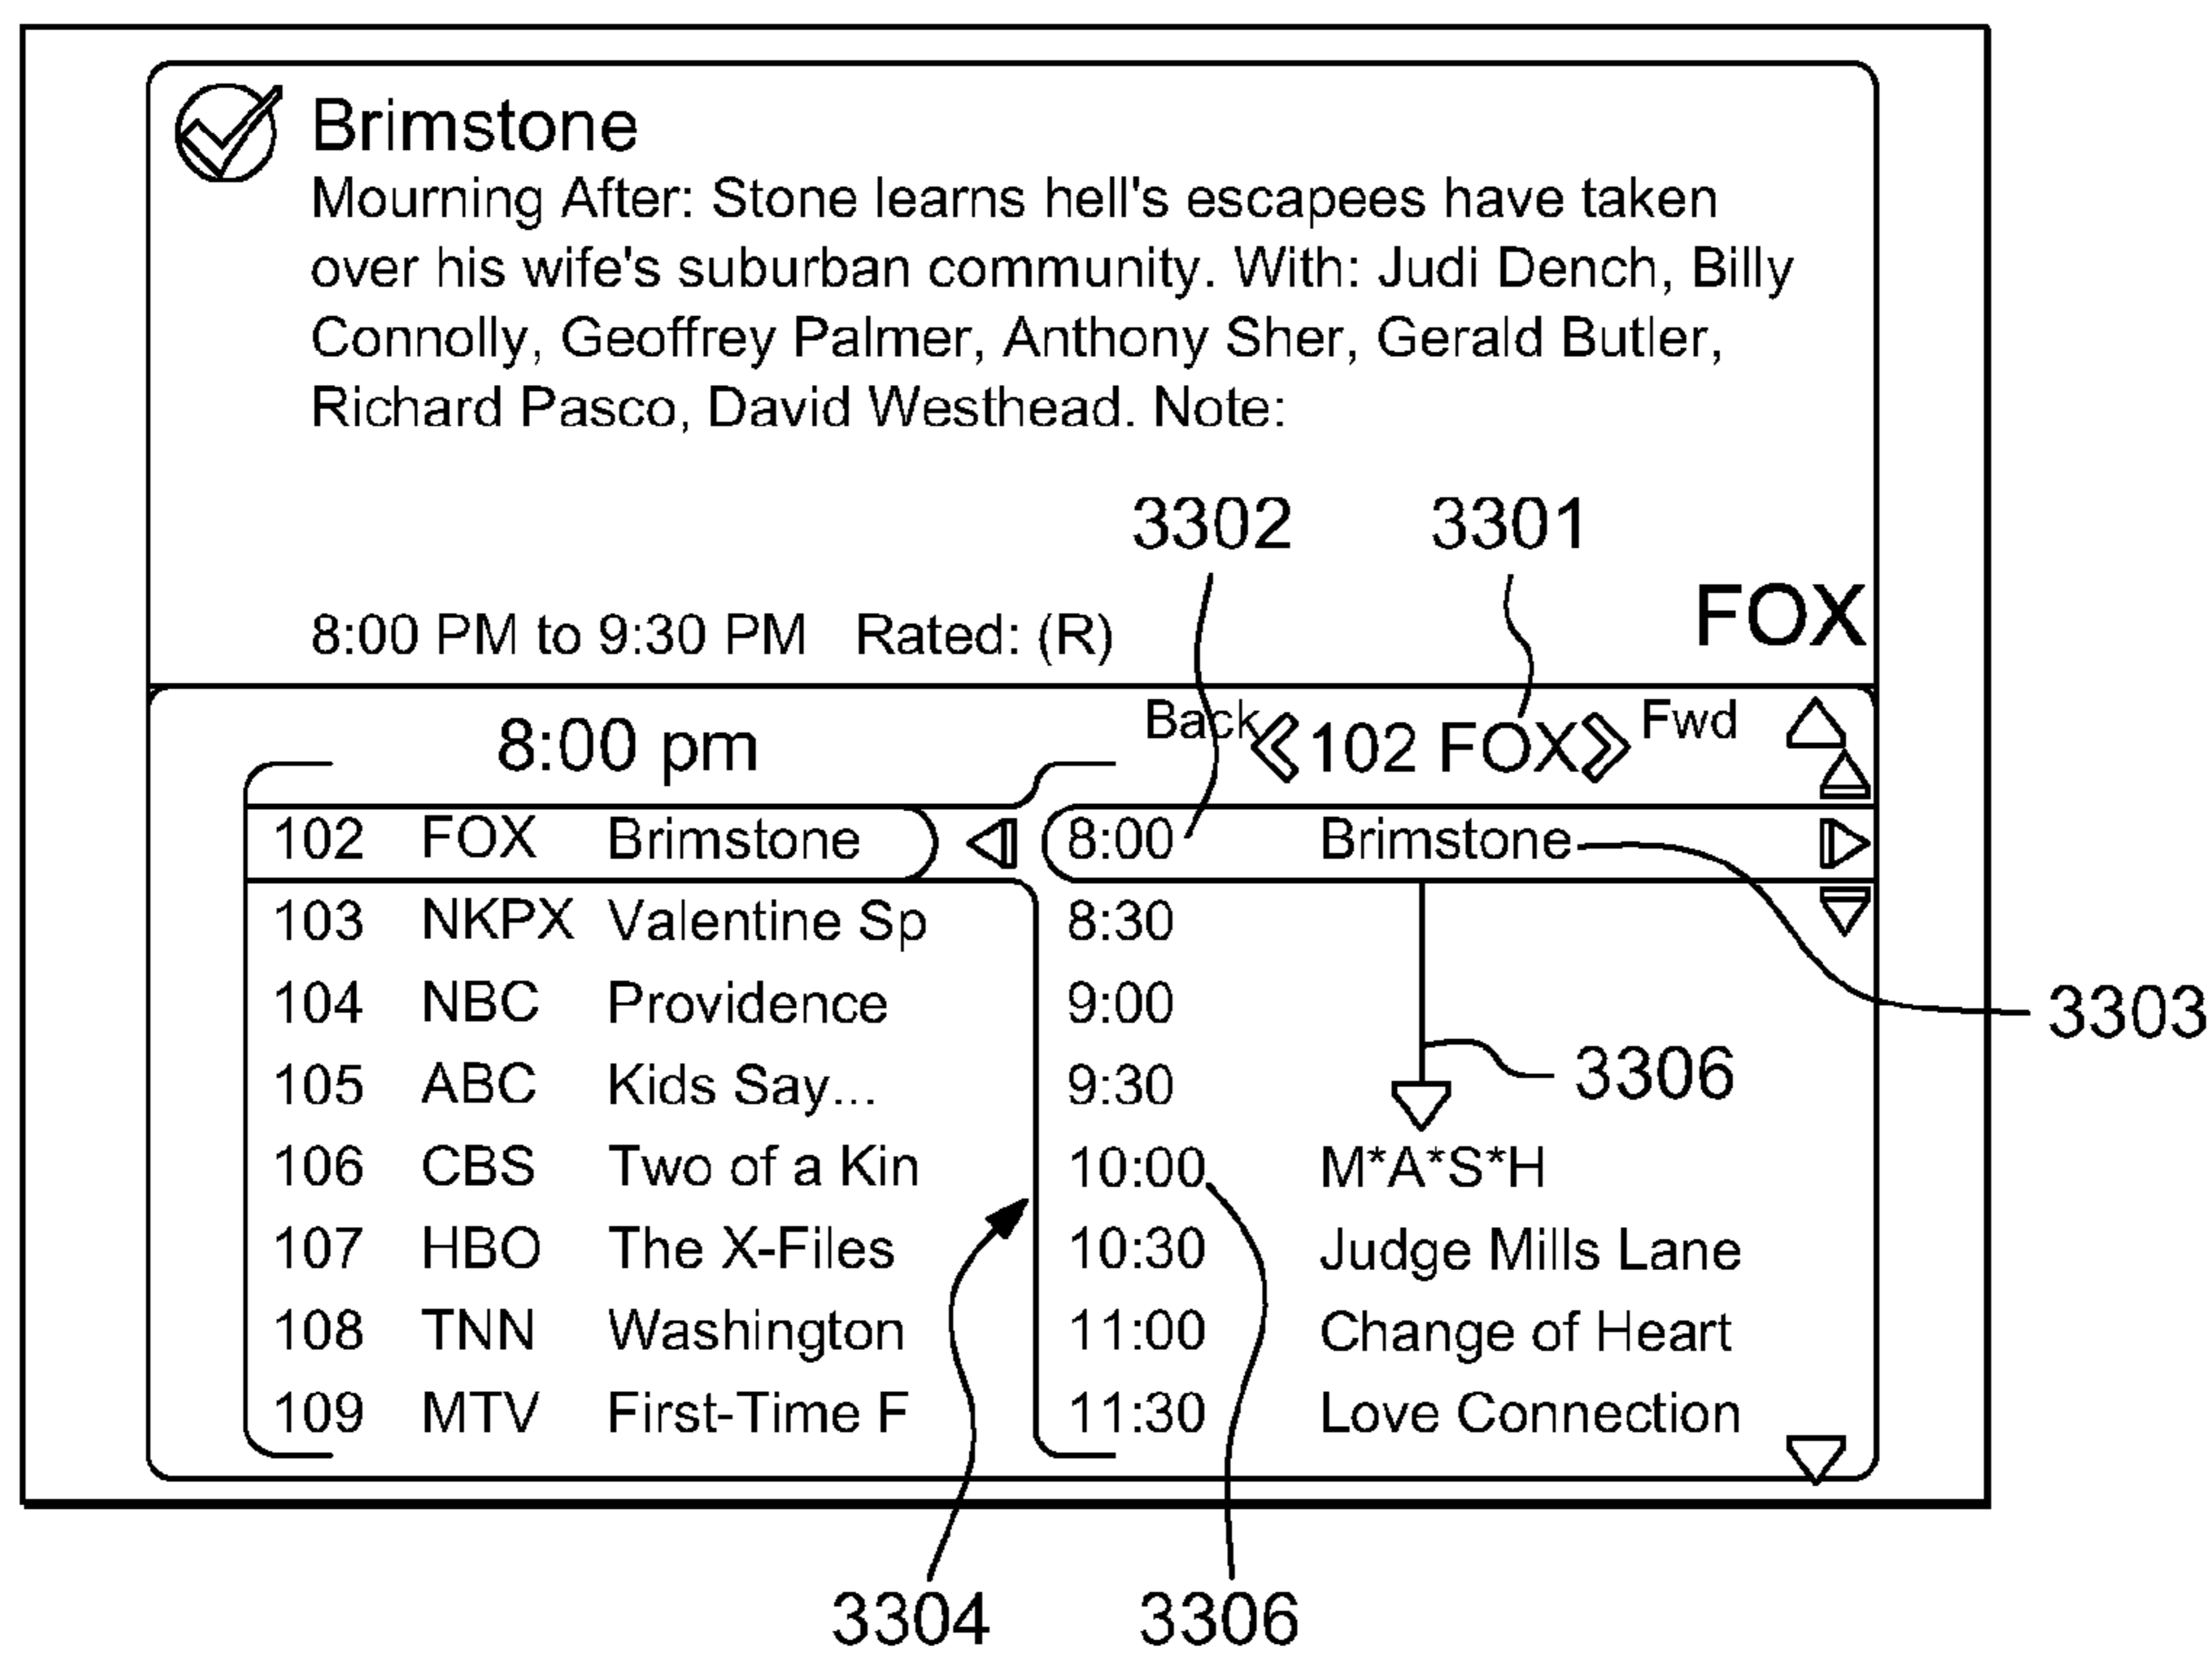 Brimstone
Mourning After: Stone learns hell's escapees have taken
over his wife's suburban community. With: Judi Dench, Billy
Connolly, Geoffrey Palmer, Anthony Sher, Gerald Butler,
Richard Pasco, David Westhead. Note:
3302 3301
8:00 PM to 9:30 PM Rated: (R) FOX
8:00 pm Back 102 FOX Fwd
102 FOX Brimstone 8:00 Brimstone
103 NKPX Valentine Sp 8:30
104 NBC Providence 9:00
3303
105 ABC Kids Say... 9:30 3306
106 CBS Two of a Kin 10:00 M*A*S*H
107 HBO The X-Files 10:30 Judge Mills Lane
108 TNN Washington 11:00 Change of Heart
109 MTV First-Time F 11:30 Love Connection
3304 3306